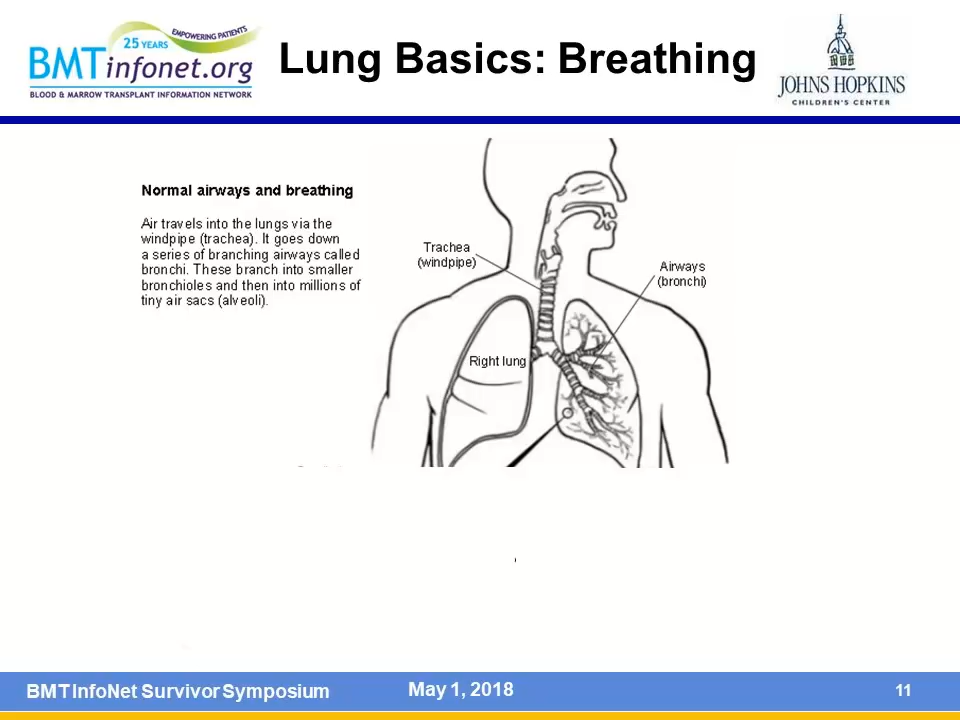 25 YEARS
EMPOWERING PATIENTS
BMTinfonet.org
BLOOD & MARROW TRANSPLANT INFORMATION NETWORK
Lung Basics: Breathing
JOHNS HOPKINS
CHILDREN'S CENTER
Normal airways and breathing
Air travels into the lungs via the
windpipe (trachea). It goes down
a series of branching airways called
bronchi. These branch into smaller
bronchioles and then into millions of
tiny air sacs (alveoli).
Trachea
(windpipe)
Airways
(bronchi)
Right lung
BMT InfoNet Survivor Symposium
May 1, 2018
11